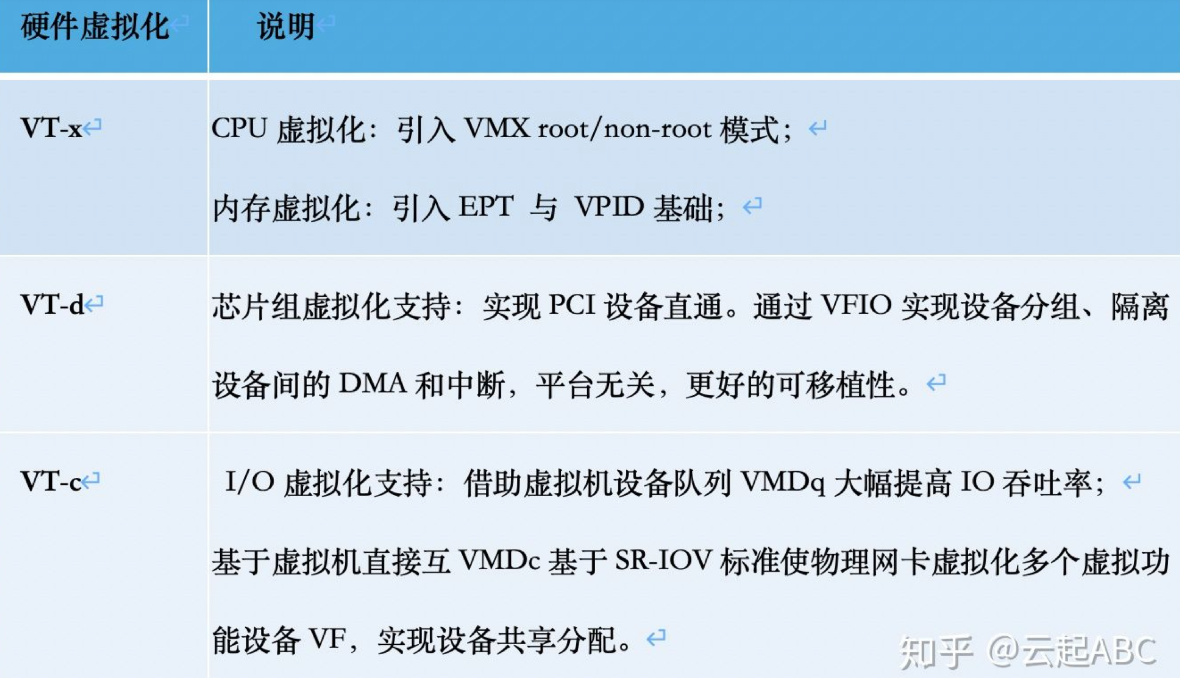 硬件虚拟化 说明
VT-x
CPU 虚拟化：引入 VMX root/non-root 模式；
内存虚拟化：引入 EPT 与 VPID 基础；
VT-d
芯片组虚拟化支持：实现 PCI 设备直通。通过 VFIO 实现设备分组、隔离
设备间的 DMA 和中断，平台无关，更好的可移植性。
VT-c
I/O 虚拟化支持：借助虚拟机设备队列 VMDq 大幅提高 IO 吞吐率；
基于虚拟机直接互 VMDc 基于 SR-IOV 标准使物理网卡虚拟化多个虚拟功
能设备 VF，实现设备共享分配。
知乎 @云起ABC